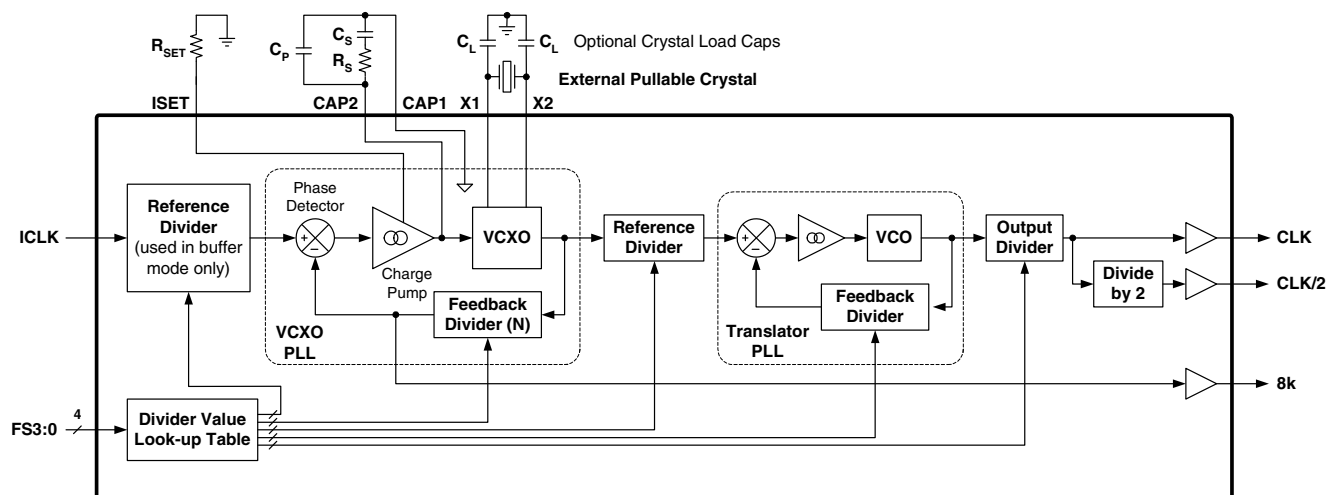 RSET
CP
CS
RS
CL
CL
Optional Crystal Load Caps
External Pullable Crystal
ISET
CAP2
CAP1
X1
X2
ICLK
Reference
Divider
(used in buffer
mode only)
Phase
Detector
+
−
Charge
Pump
VCXO
Feedback
Divider (N)
VCXO
PLL
Reference
Divider
+
−
VCO
Feedback
Divider
Translator
PLL
Output
Divider
Divide
by 2
CLK
CLK/2
8k
FS3:0
4
Divider Value
Look-up Table